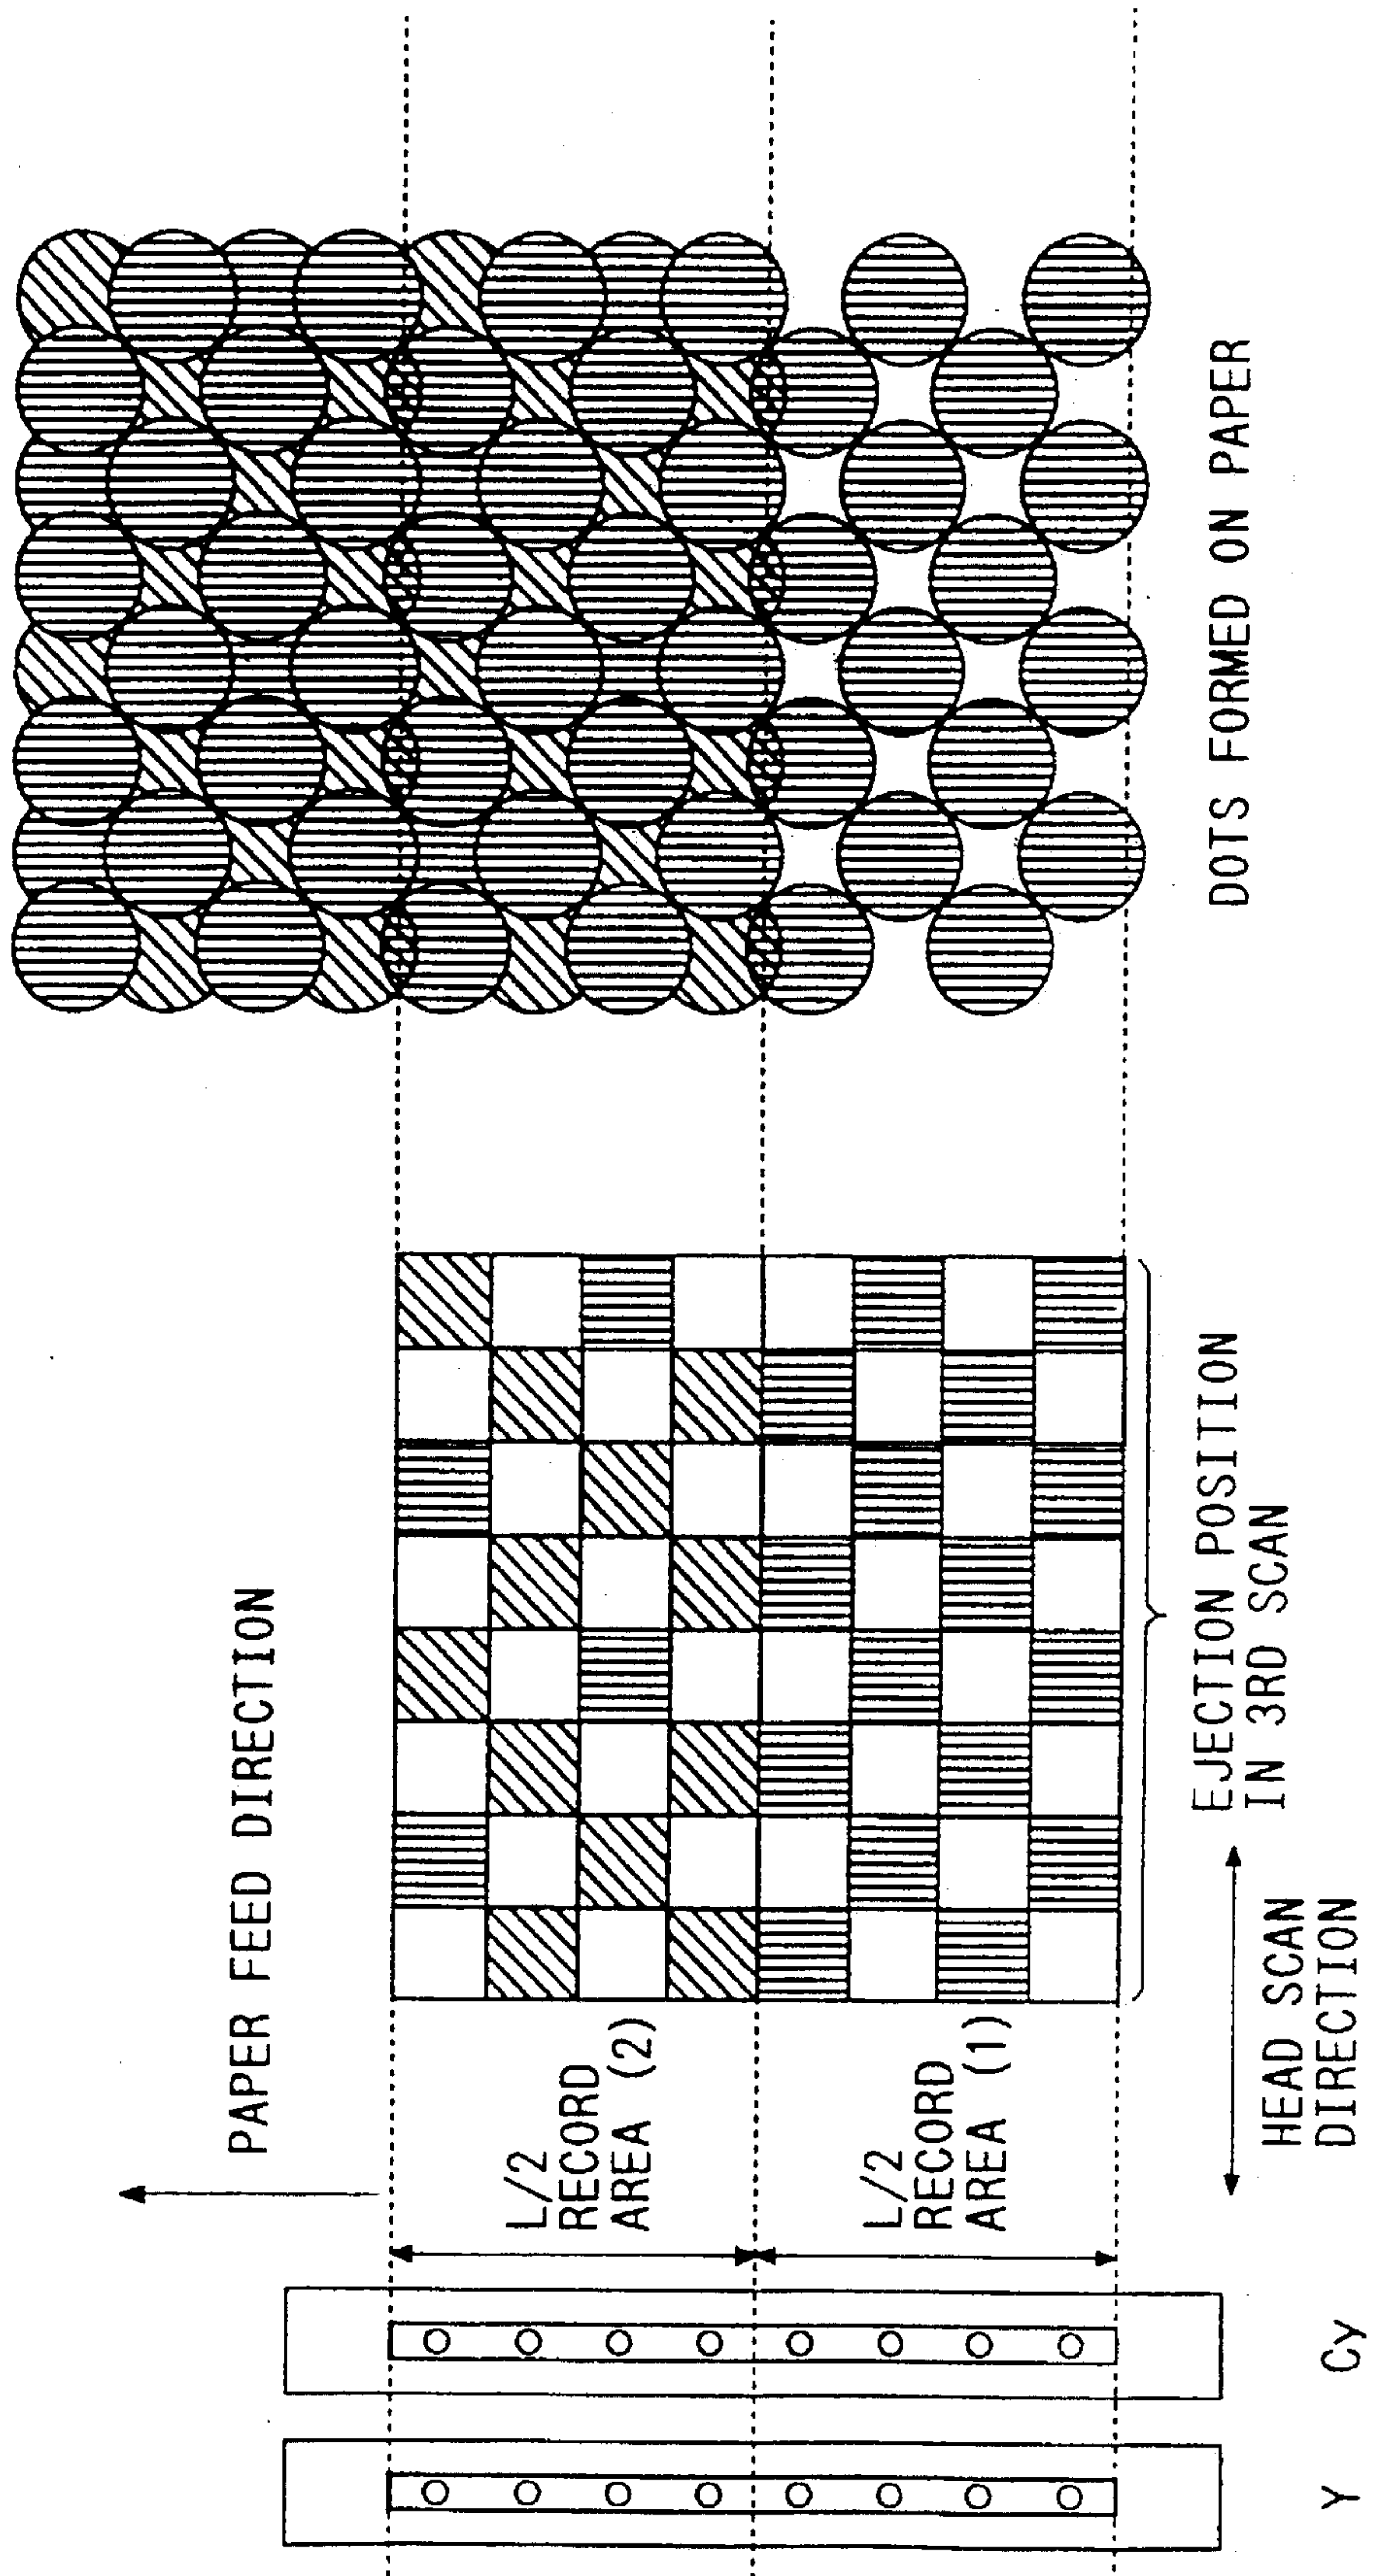 PAPER FEED DIRECTION
L/2
RECORD
AREA (2)
L/2
RECORD
AREA (1)
Y
Cy
HEAD SCAN
DIRECTION
EJECTION POSITION
IN 3RD SCAN
DOTS FORMED ON PAPER